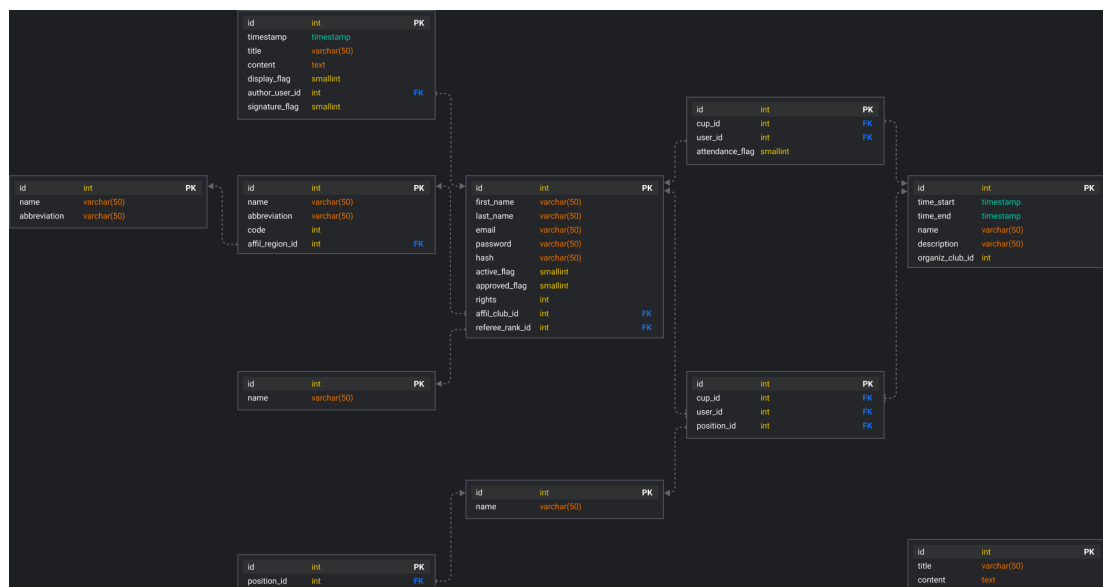 id int PK
timestamp timestamp
title varchar(50)
content text
display_flag smallint
author_user_id int FK
signature_flag smallint
id int PK
cup_id int FK
user_id int FK
attendance_flag smallint
id int PK
name varchar(50)
abbreviation varchar(50)
id int PK
name varchar(50)
abbreviation varchar(50)
code int
affil_region_id int FK
id int PK
first_name varchar(50)
last_name varchar(50)
email varchar(50)
password varchar(50)
hash varchar(50)
active_flag smallint
approved_flag smallint
rights int
affil_club_id int FK
referee_rank_id int FK
id int PK
time_start timestamp
time_end timestamp
name varchar(50)
description varchar(50)
organiz_club_id int
id int PK
name varchar(50)
id int PK
cup_id int FK
user_id int FK
position_id int FK
id int PK
name varchar(50)
id int PK
position_id int FK
id int PK
title varchar(50)
content text